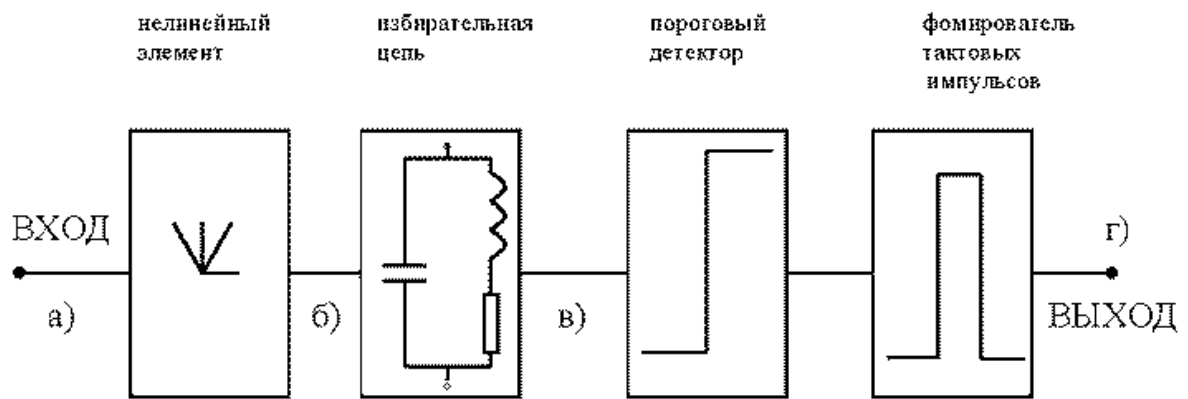 нелинейный
элемент
избирательная
цепь
пороговый
детектор
фомирователь
тактовых
импульсов
ВХОД
а)
б)
в)
г)
ВЫХОД